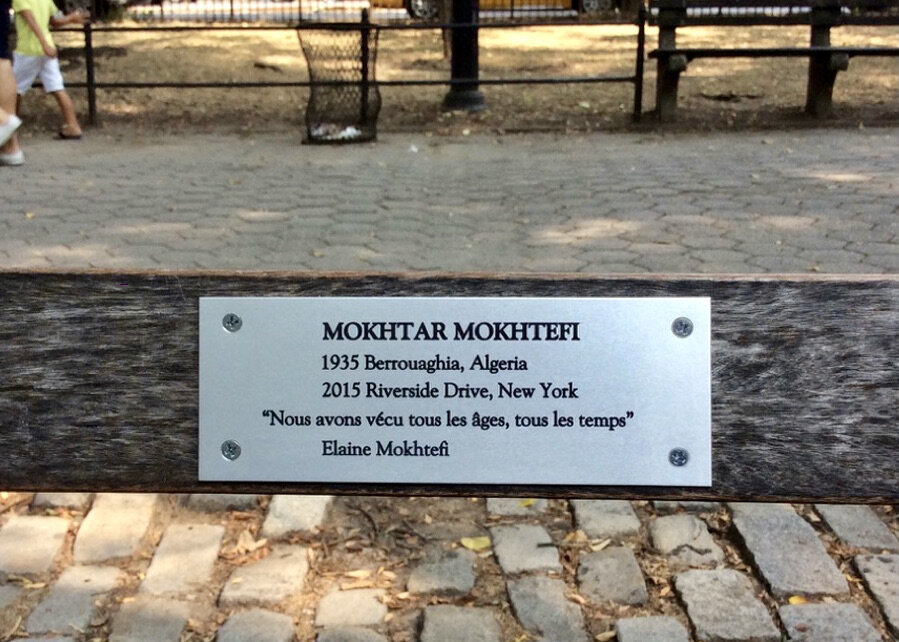 MOKHTAR MOKHTEFI
1935 Berrouaghia, Algeria
2015 Riverside Drive, New York
“Nous avons vécu tous les âges, tous les temps”
Elaine Mokhtefi